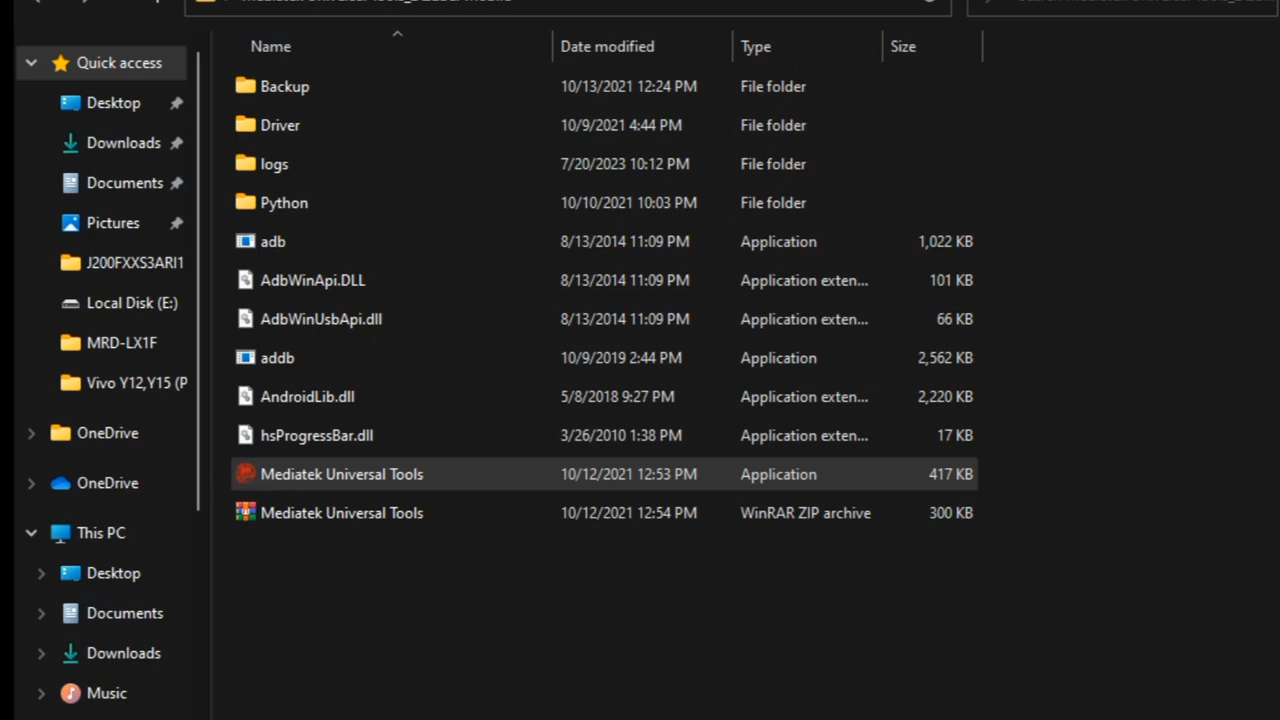 Name Date modified Type Size
Quick access
Desktop
Downloads
Documents
Pictures
J200FXXS3ARI1
Local Disk (E:)
MRD-LX1F
Vivo Y12,Y15 (P
OneDrive
OneDrive
This PC
Desktop
Documents
Downloads
Music
Backup 10/13/2021 12:24 PM File folder
Driver 10/9/2021 4:44 PM File folder
logs 7/20/2023 10:12 PM File folder
Python 10/10/2021 10:03 PM File folder
adb 8/13/2014 11:09 PM Application 1,022 KB
AdbWinApi.DLL 8/13/2014 11:09 PM Application exten... 101 KB
AdbWinUsbApi.dll 8/13/2014 11:09 PM Application exten... 66 KB
addb 10/9/2019 2:44 PM Application 2,562 KB
AndroidLib.dll 5/8/2018 9:27 PM Application exten... 2,220 KB
hsProgressBar.dll 3/26/2010 1:38 PM Application exten... 17 KB
Mediatek Universal Tools 10/12/2021 12:53 PM Application 417 KB
Mediatek Universal Tools 10/12/2021 12:54 PM WinRAR ZIP archive 300 KB